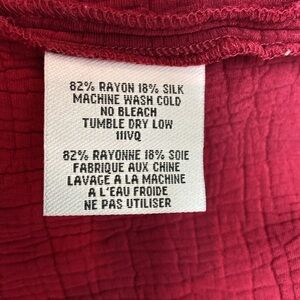 82% RAYON 18% SILK
MACHINE WASH COLD
NO BLEACH
TUMBLE DRY LOW
111VQ
82% RAYONNE 18% SOIE
FABRIQUE AUX CHINE
LAVAGE A LA MACHINE
A L'EAU FROIDE
NE PAS UTILISER